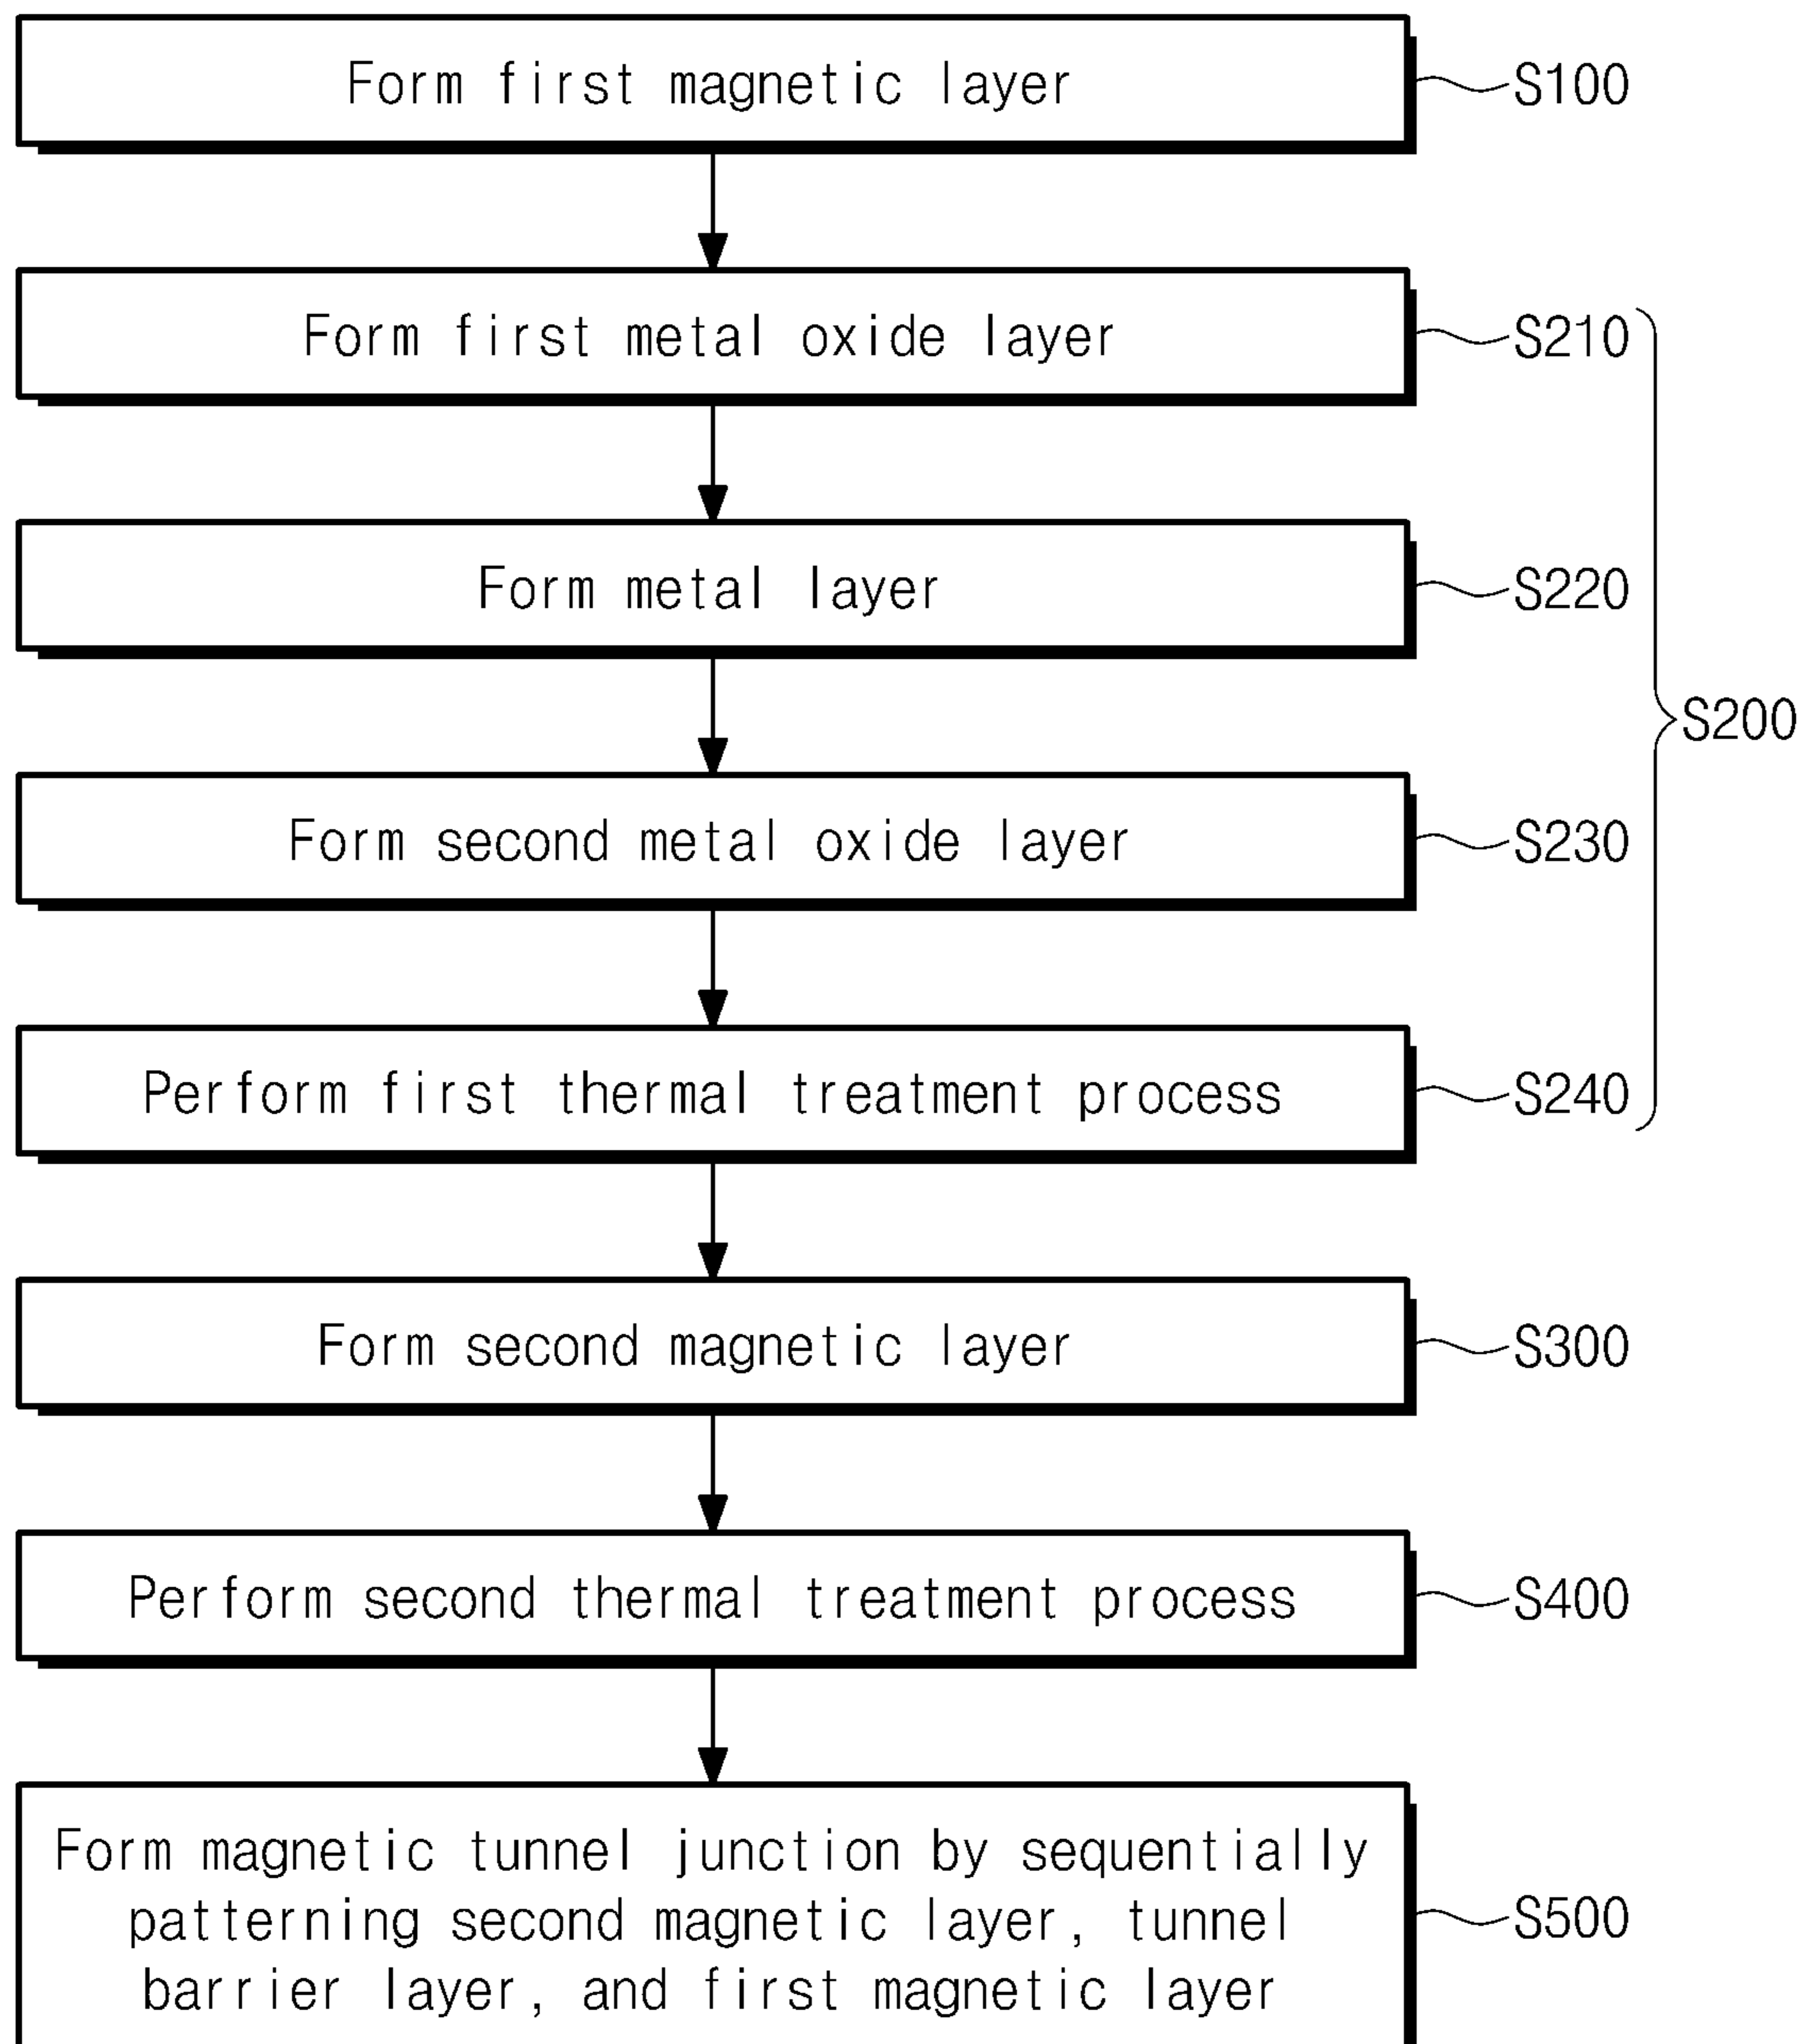 Form first magnetic layer
S100
Form first metal oxide layer
S210
Form metal layer
S220
S200
Form second metal oxide layer
S230
Perform first thermal treatment process
S240
Form second magnetic layer
S300
Perform second thermal treatment process
S400
Form magnetic tunnel junction by sequentially
patterning second magnetic layer, tunnel
barrier layer, and first magnetic layer
S500